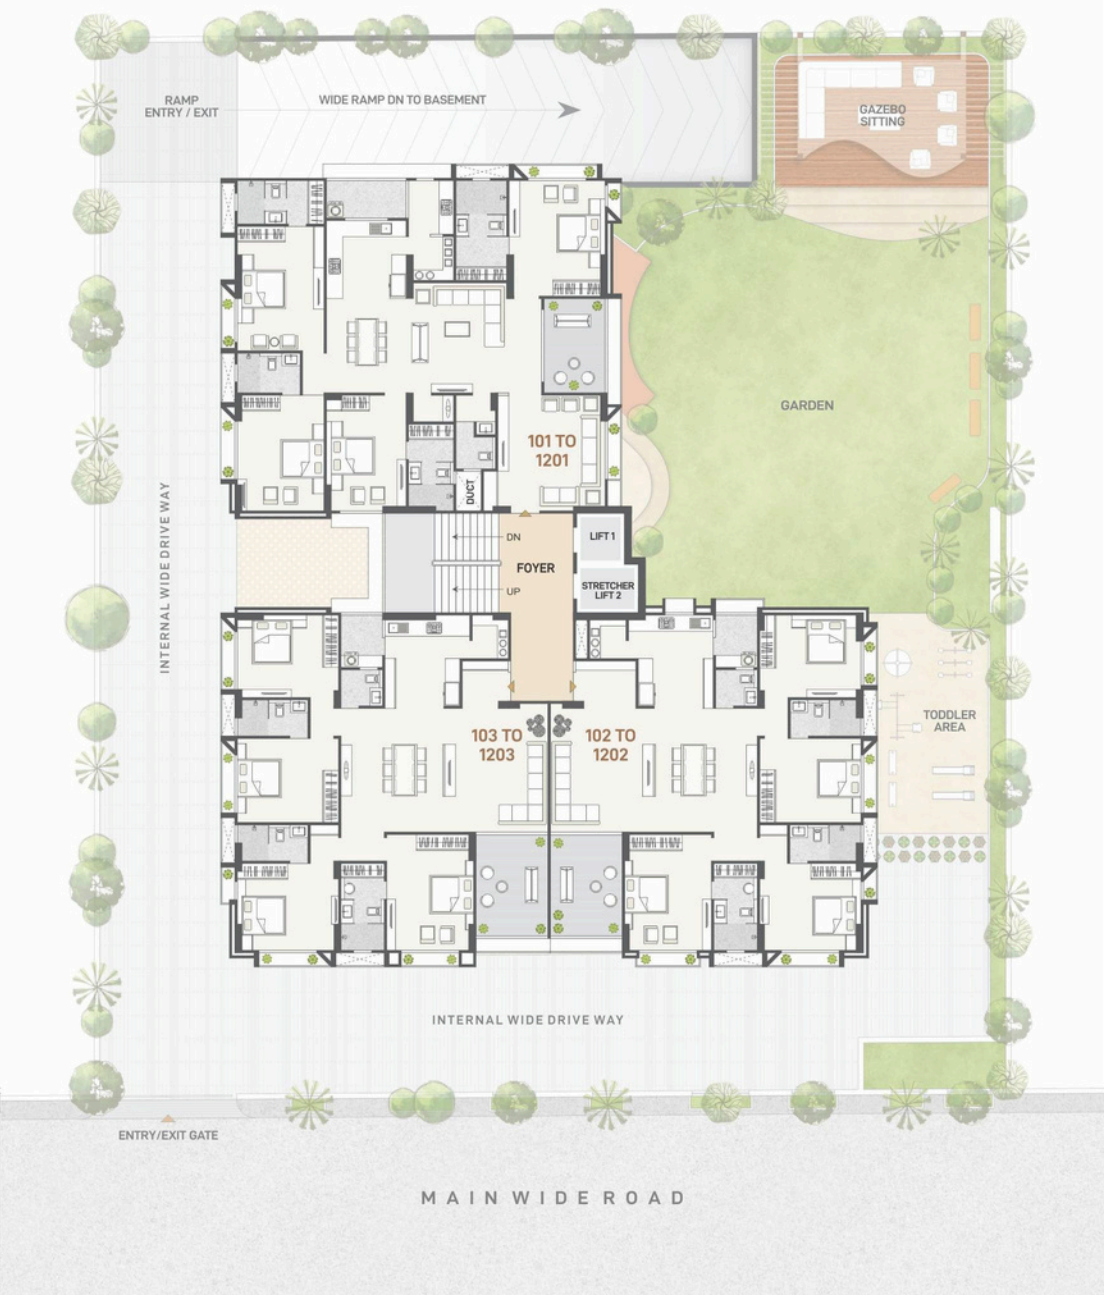 RAMP
ENTRY / EXIT
WIDE RAMP DN TO BASEMENT
GAZEBO
SITTING
GARDEN
101 TO
1201
DUCT
INTERNAL WIDE DRIVE WAY
DN
LIFT 1
FOYER
STRETCHER
LIFT 2
UP
TODDLER
AREA
103 TO
1203
102 TO
1202
INTERNAL WIDE DRIVE WAY
ENTRY/EXIT GATE
MAIN WIDE ROAD